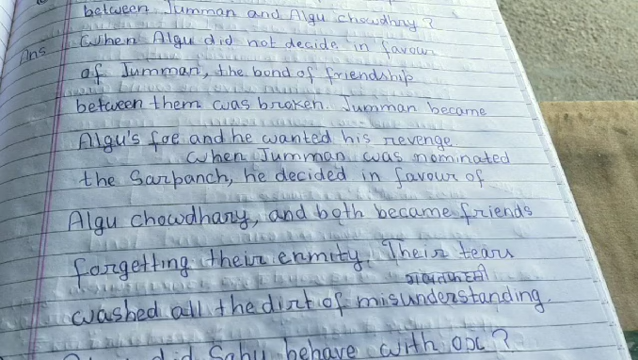 between Jumman and Algu chowdhry?
Ans When Algu did not decide in favour
of Jumman, the bond of friendship
between them was broken. Jumman became
Algu's foe and he wanted his revenge
When Jumman was nominated
the Sarpanch, he decided in favour of
Algu chowdhary, and both became friends
forgetting their enmity. Their tears
गलतफहमी
washed all the dirt of misunderstanding.
did Sahu behave with ox?